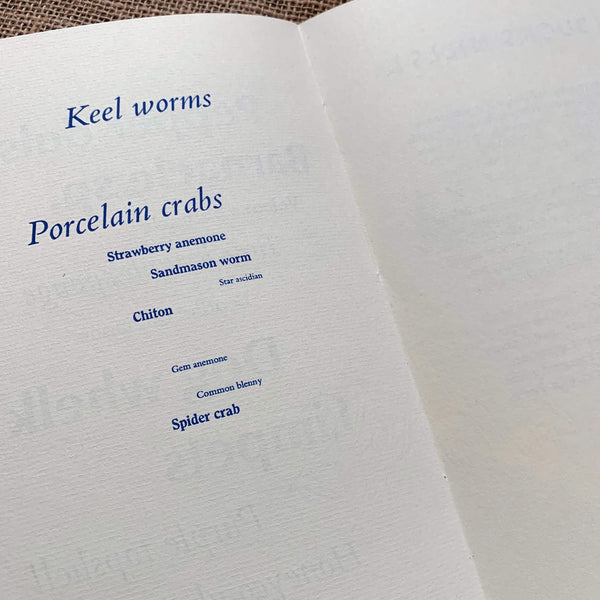 Keel worms
Porcelain crabs
Strawberry anemone
Sandmason worm
Star ascidian
Chiton
Gem anemone
Common blenny
Spider crab